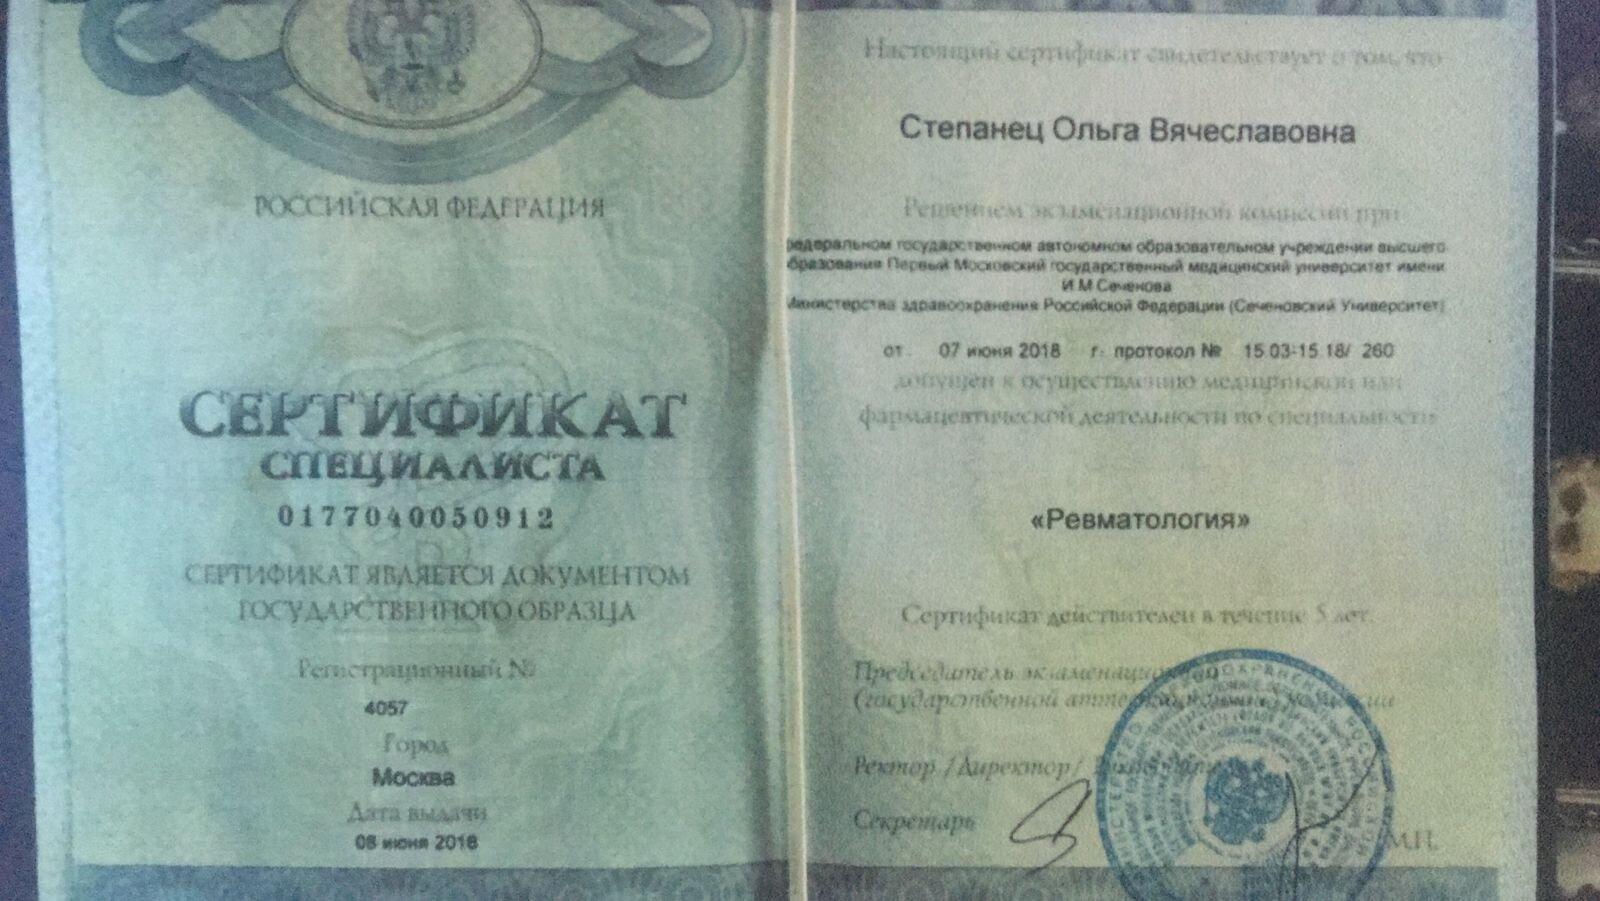 РОССИЙСКАЯ ФЕДЕРАЦИЯ
СЕРТИФИКАТ
СПЕЦИАЛИСТА
0177040050912
СЕРТИФИКАТ ЯВЛЯЕТСЯ ДОКУМЕНТОМ
ГОСУДАРСТВЕННОГО ОБРАЗЦА
Регистрационный №
4057
Город
Москва
Дата выдачи
08 июня 2018
Настоящий сертификат свидетельствует о том, что
Степанец Ольга Вячеславовна
Решением экзаменационной комиссии при
федеральном государственном автономном образовательном учреждении высшего
образования Первый Московский государственный медицинский университет имени
И.М.Сеченова
Министерства здравоохранения Российской Федерации (Сеченовский Университет)
от 07 июня 2018 г. протокол № 15.03-15.18/ 260
допущен к осуществлению медицинской или
фармацевтической деятельности по специальности
«Ревматология»
Сертификат действителен в течение 5 лет.
Председатель экзаменационной
(государственной
Ректор /Директор/
Секретарь
М.П.